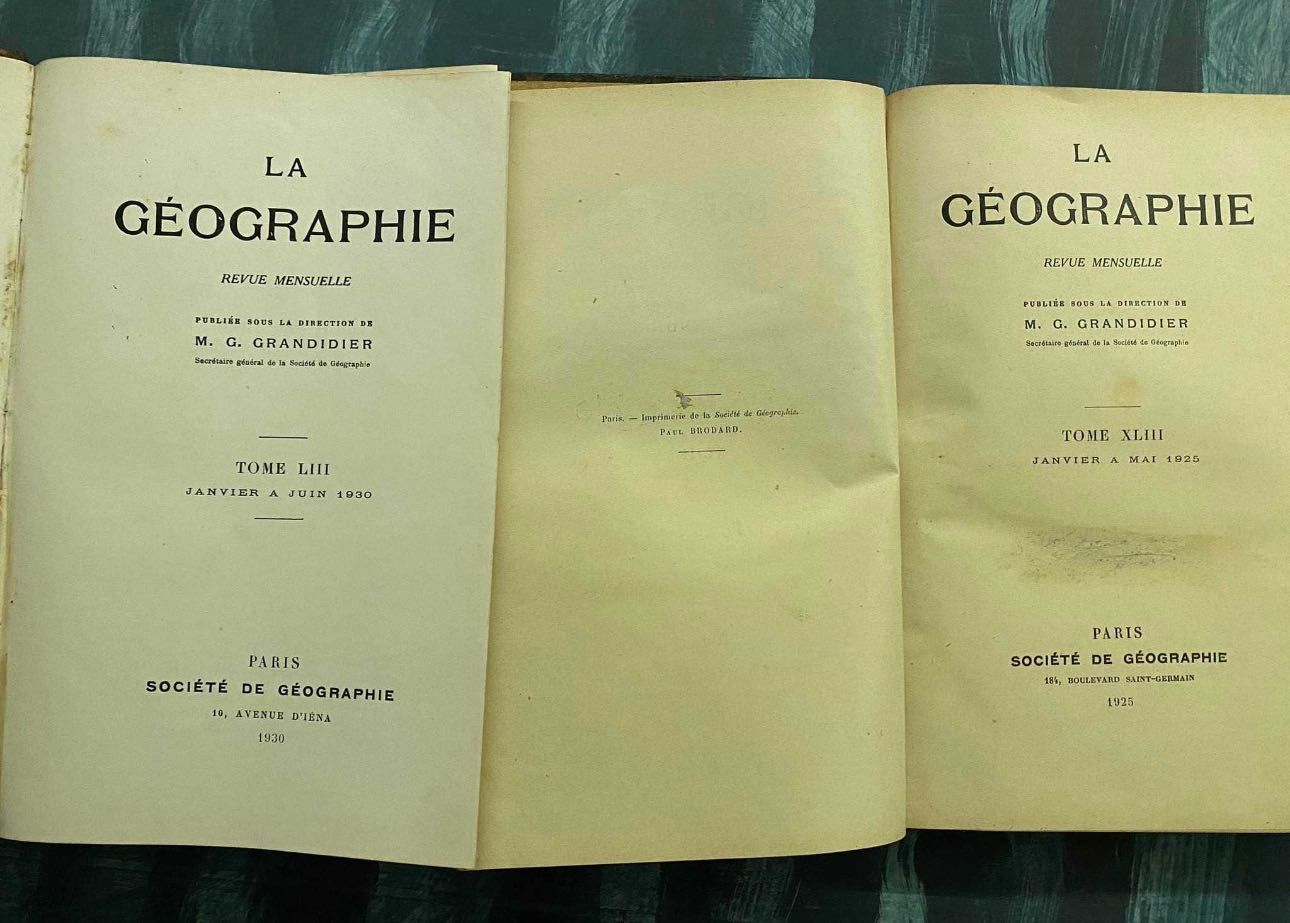 LA
GÉOGRAPHIE
REVUE MENSUELLE
PUBLIÉE SOUS LA DIRECTION DE
M. G. GRANDIDIER
Secrétaire général de la Société de Géographie
TOME LIII
JANVIER A JUIN 1930
PARIS
SOCIÉTÉ DE GÉOGRAPHIE
10, AVENUE D'IÉNA
1930
Paris. — Imprimerie de la Société de Géographie.
PAUL BRODARD.
LA
GÉOGRAPHIE
REVUE MENSUELLE
PUBLIÉE SOUS LA DIRECTION DE
M. G. GRANDIDIER
Secrétaire général de la Société de Géographie
TOME XLIII
JANVIER A MAI 1925
PARIS
SOCIÉTÉ DE GÉOGRAPHIE
184, BOULEVARD SAINT-GERMAIN
1925